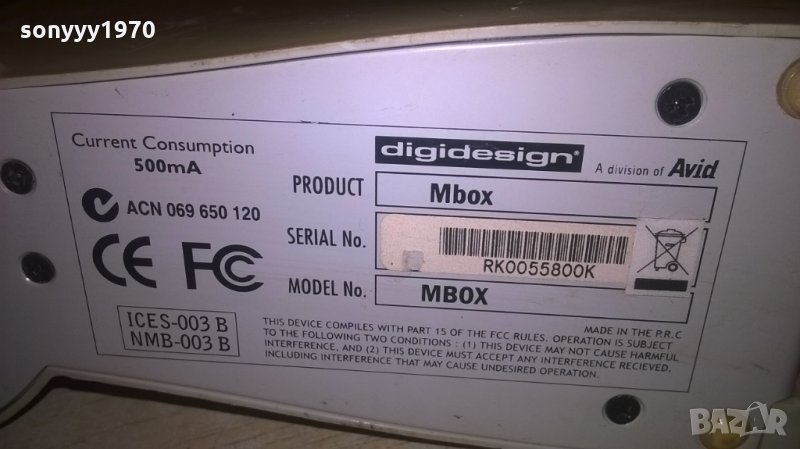 sonyyy1970
Current Consumption
500mA
ACN 069 650 120
CE FC
ICES-003 B
NMB-003 B
digidesign®
A division of Avid
PRODUCT Mbox
SERIAL No. RK0055800K
MODEL No. MBOX
MADE IN THE P.R.C
THIS DEVICE COMPILES WITH PART 15 OF THE FCC RULES. OPERATION IS SUBJECT
TO THE FOLLOWING TWO CONDITIONS : (1) THIS DEVICE MAY NOT CAUSE HARMFUL
INTERFERENCE, AND (2) THIS DEVICE MUST ACCEPT ANY INTERFERENCE RECIEVED,
INCLUDING INTERFERENCE THAT MAY CAUSE UNDESIRED OPERATION.
BAZAR